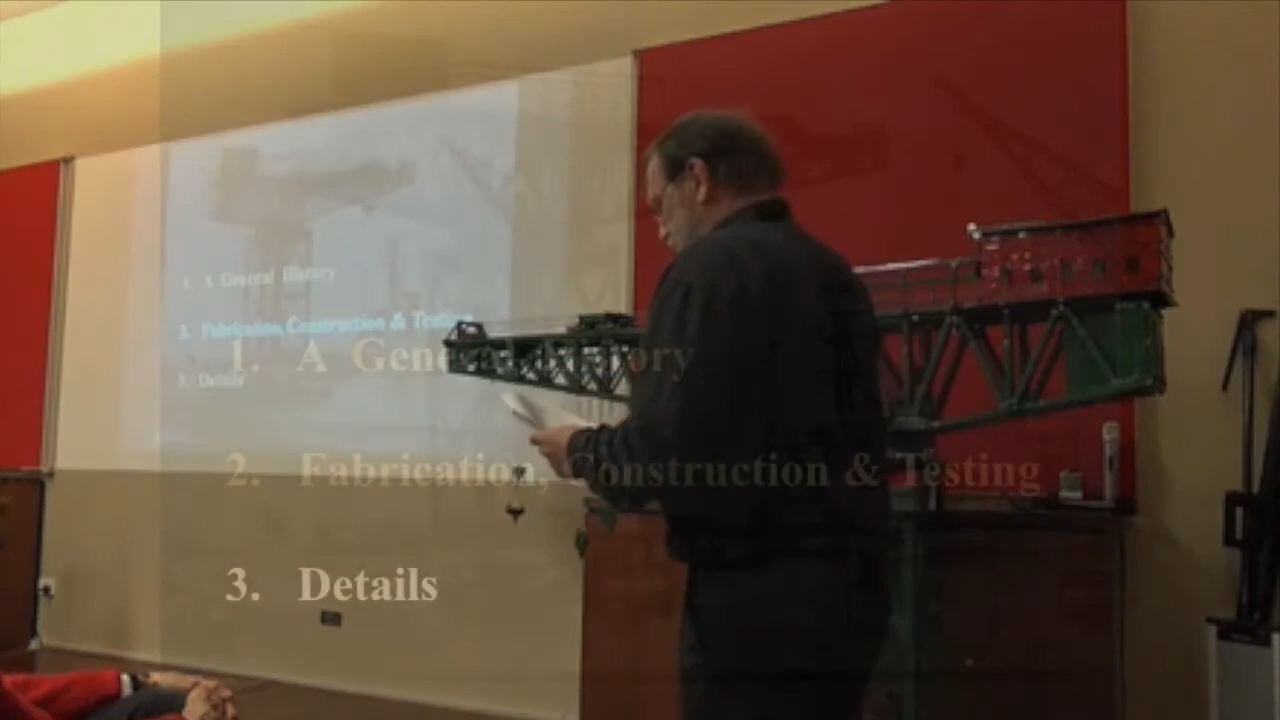 1. A General History
2. Fabrication, Construction & Testing
3. Details
1. A General History
2. Fabrication, Construction & Testing
3. Details